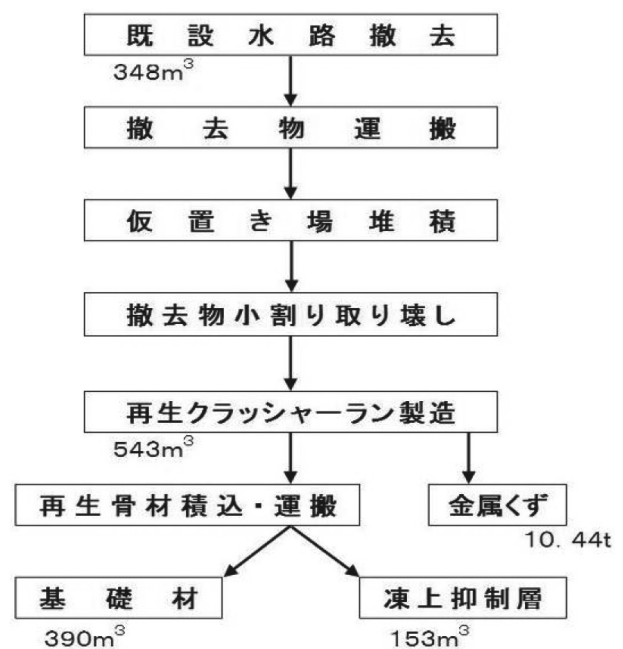 既設水路撤去
348m³
撤去物運搬
仮置き場堆積
撤去物小割り取り壊し
再生クラッシャーラン製造
543m³
再生骨材積込・運搬
金属くず
10. 44t
基礎材
凍上抑制層
390m³
153m³